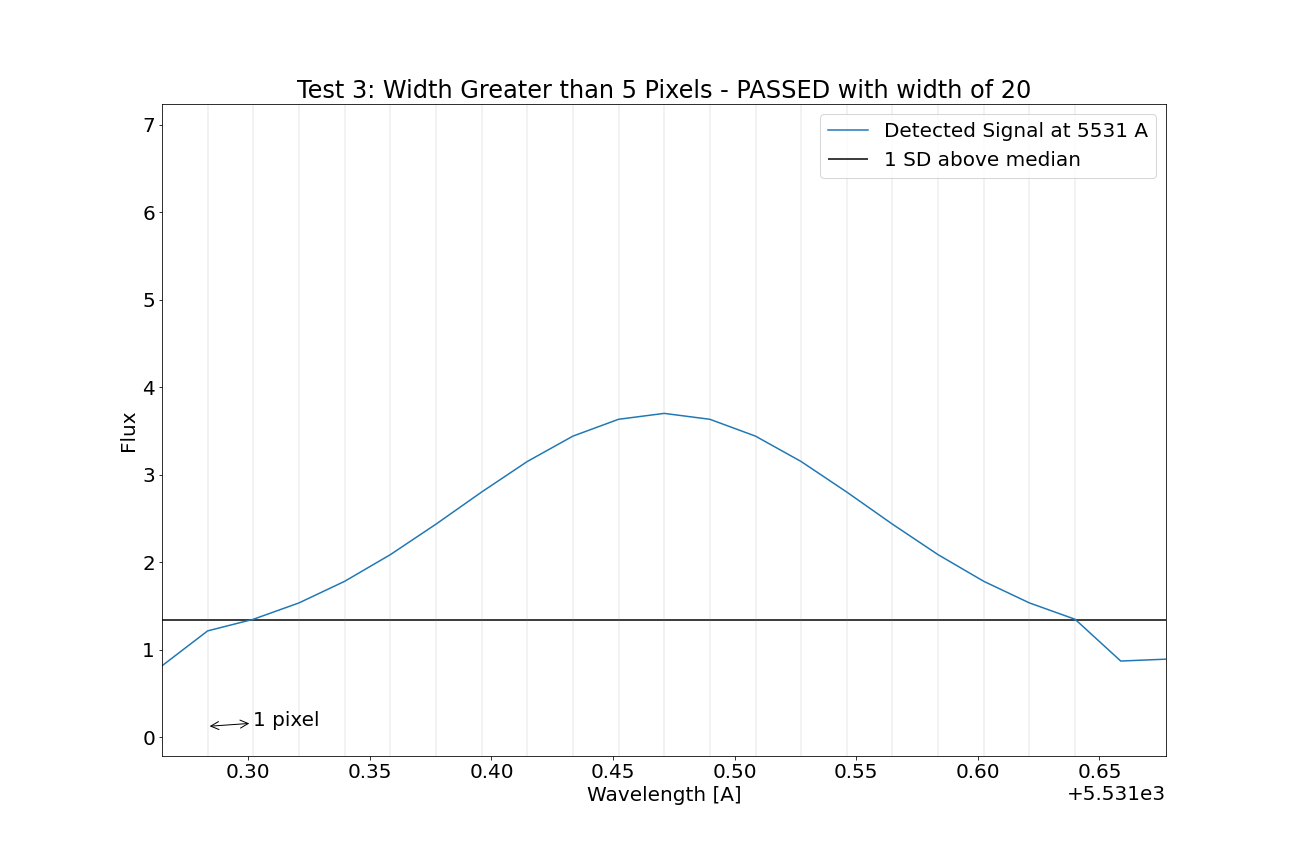 Test 3: Width Greater than 5 Pixels - PASSED with width of 20
Detected Signal at 5531 A
1 SD above median
7
6
5
4
3
2
1
0
Flux
1 pixel
0.30 0.35 0.40 0.45 0.50 0.55 0.60 0.65
Wavelength [A]
+5.531e3